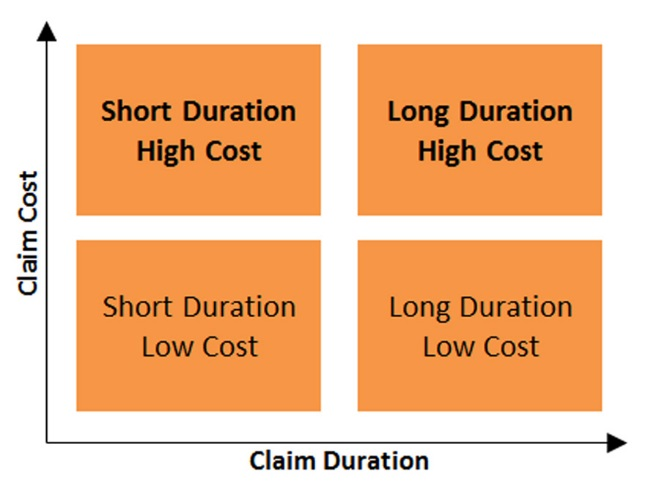 Short Duration
High Cost
Long Duration
High Cost
Claim Cost
Short Duration
Low Cost
Long Duration
Low Cost
Claim Duration